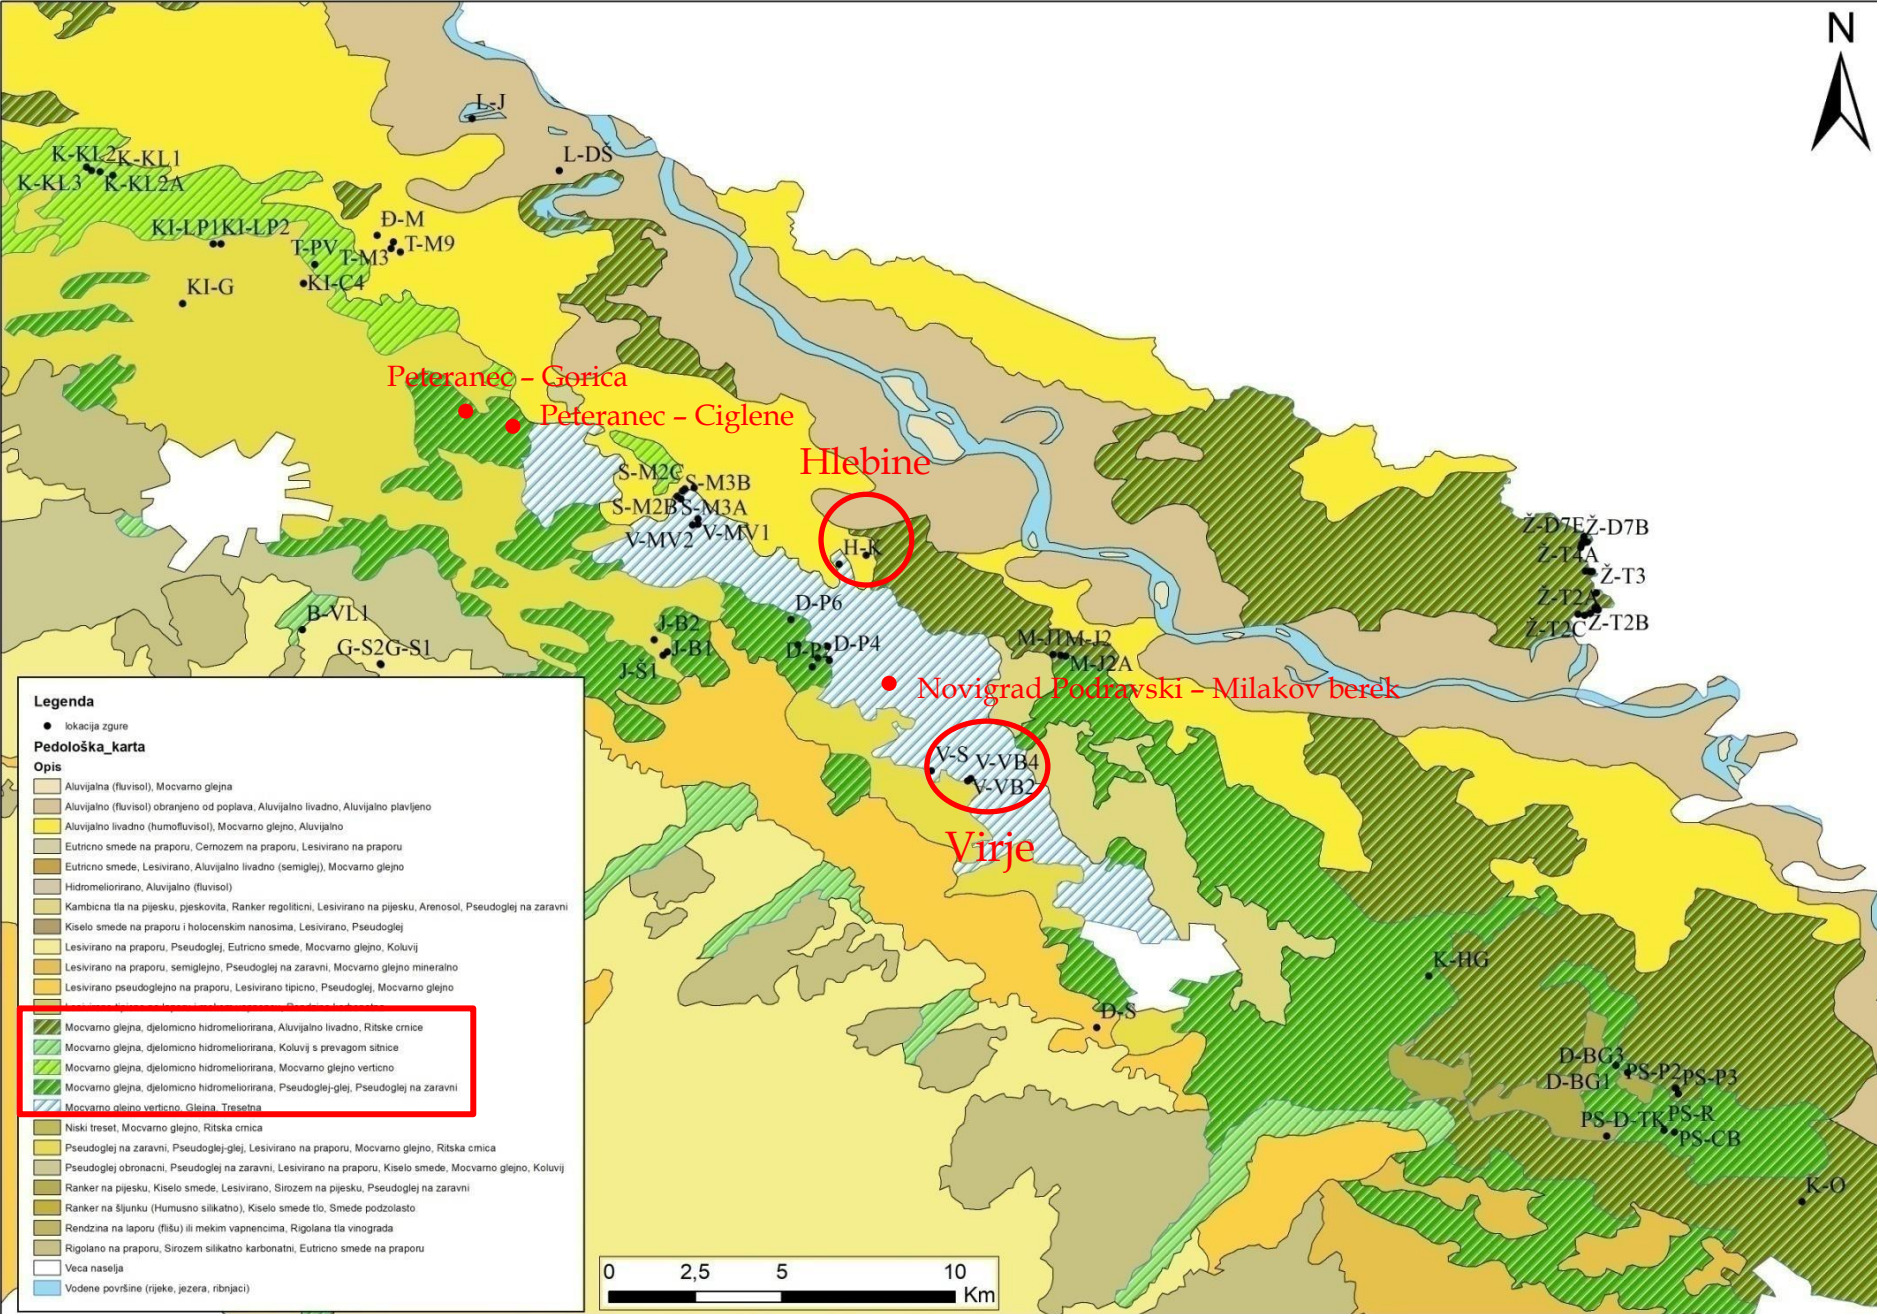 N
L-J
L-DŠ
K-KL2
K-KL1
K-KL3
K-KL2A
Đ-M
KI-LP1
KI-LP2
T-PV
T-M3
T-M9
KI-G
KI-C4
Peteranec – Gorica
Peteranec – Ciglene
Hlebine
S-M2C
S-M3B
S-M2B
S-M3A
V-MV2
V-MV1
H-K
Ž-D7E
Ž-D7B
Ž-T4A
Ž-T3
Ž-T2A
Ž-T2C
Ž-T2B
B-VL1
D-P6
J-B2
J-B1
G-S2
G-S1
J-Š1
D-P4
M-J1
M-J2
M-J2A
Novigrad Podravski – Milakov berek
V-S
V-VB4
V-VB2
Virje
K-HG
D-S
D-BG3
D-BG1
PS-P2
PS-P3
PS-D-TK
PS-R
PS-CB
K-O
Legenda
lokacija zgure
Pedološka_karta
Opis
Aluvijalna (fluvisol), Mocvarno glejna
Aluvijalno (fluvisol) obranjeno od poplava, Aluvijalno livadno, Aluvijalno plavljeno
Aluvijalno livadno (humofluvisol), Mocvarno glejno, Aluvijalno
Eutricno smede na praporu, Cernozem na praporu, Lesivirano na praporu
Eutricno smede, Lesivirano, Aluvijalno livadno (semiglej), Mocvarno glejno
Hidromeliorirano, Aluvijalno (fluvisol)
Kambicna tla na pijesku, pjeskovita, Ranker regoliticni, Lesivirano na pijesku, Arenosol, Pseudoglej na zaravni
Kiselo smede na praporu i holocenskim nanosima, Lesivirano, Pseudoglej
Lesivirano na praporu, Pseudoglej, Eutricno smede, Mocvarno glejno, Koluvij
Lesivirano na praporu, semiglejno, Pseudoglej na zaravni, Mocvarno glejno mineralno
Lesivirano pseudoglejno na praporu, Lesivirano tipicno, Pseudoglej, Mocvarno glejno
Mocvarno glejna, djelomicno hidromeliorirana, Aluvijalno livadno, Ritske crnice
Mocvarno glejna, djelomicno hidromeliorirana, Koluvij s prevagom sitnice
Mocvarno glejna, djelomicno hidromeliorirana, Mocvarno glejno verticno
Mocvarno glejna, djelomicno hidromeliorirana, Pseudoglej-glej, Pseudoglej na zaravni
Mocvarno glejno verticno, Glejna, Tresetna
Niski treset, Mocvarno glejno, Ritska crnica
Pseudoglej na zaravni, Pseudoglej-glej, Lesivirano na praporu, Mocvarno glejno, Ritska crnica
Pseudoglej obronacni, Pseudoglej na zaravni, Lesivirano na praporu, Kiselo smede, Mocvarno glejno, Koluvij
Ranker na pijesku, Kiselo smede, Lesivirano, Sirozem na pijesku, Pseudoglej na zaravni
Ranker na šljunku (Humusno silikatno), Kiselo smede tlo, Smede podzolasto
Rendzina na laporu (flišu) ili mekim vapnencima, Rigolana tla vinograda
Rigolano na praporu, Sirozem silikatno karbonatni, Eutricno smede na praporu
Veca naselja
Vodene površine (rijeke, jezera, ribnjaci)
0 2,5 5 10
Km